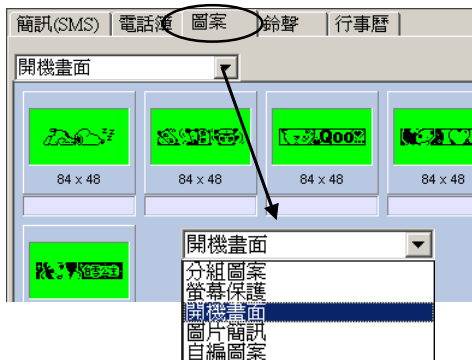 簡訊(SMS) 電話簿 圖案 鈴聲 行事曆
開機畫面
Qoo
84 x 48 84 x 48 84 x 48 84 x 48
開機畫面
分組圖案
螢幕保護
開機畫面
圖片簡訊
自編圖案